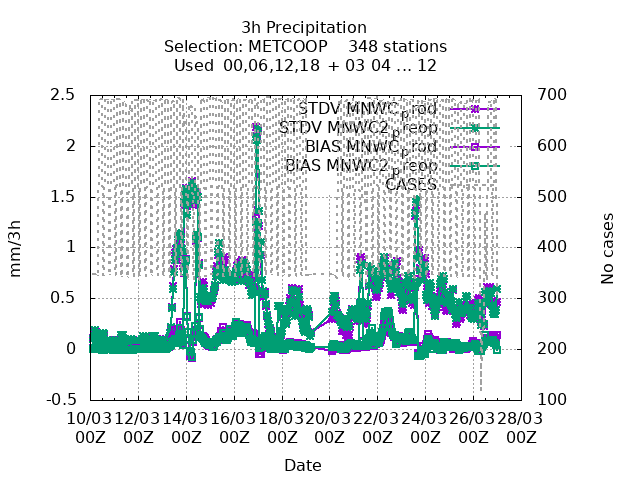 3h Precipitation
Selection: METCOOP 348 stations
Used 00,06,12,18 + 03 04 ... 12
2.5
2
1.5
1
0.5
0
-0.5
mm/3h
700
600
500
400
300
200
100
No cases
STDV MNWC_prod
STDV MNWC2_preop
BIAS MNWC_prod
BIAS MNWC2_preop
CASES
10/03 12/03 14/03 16/03 18/03 20/03 22/03 24/03 26/03 28/03
00Z 00Z 00Z 00Z 00Z 00Z 00Z 00Z 00Z 00Z
Date